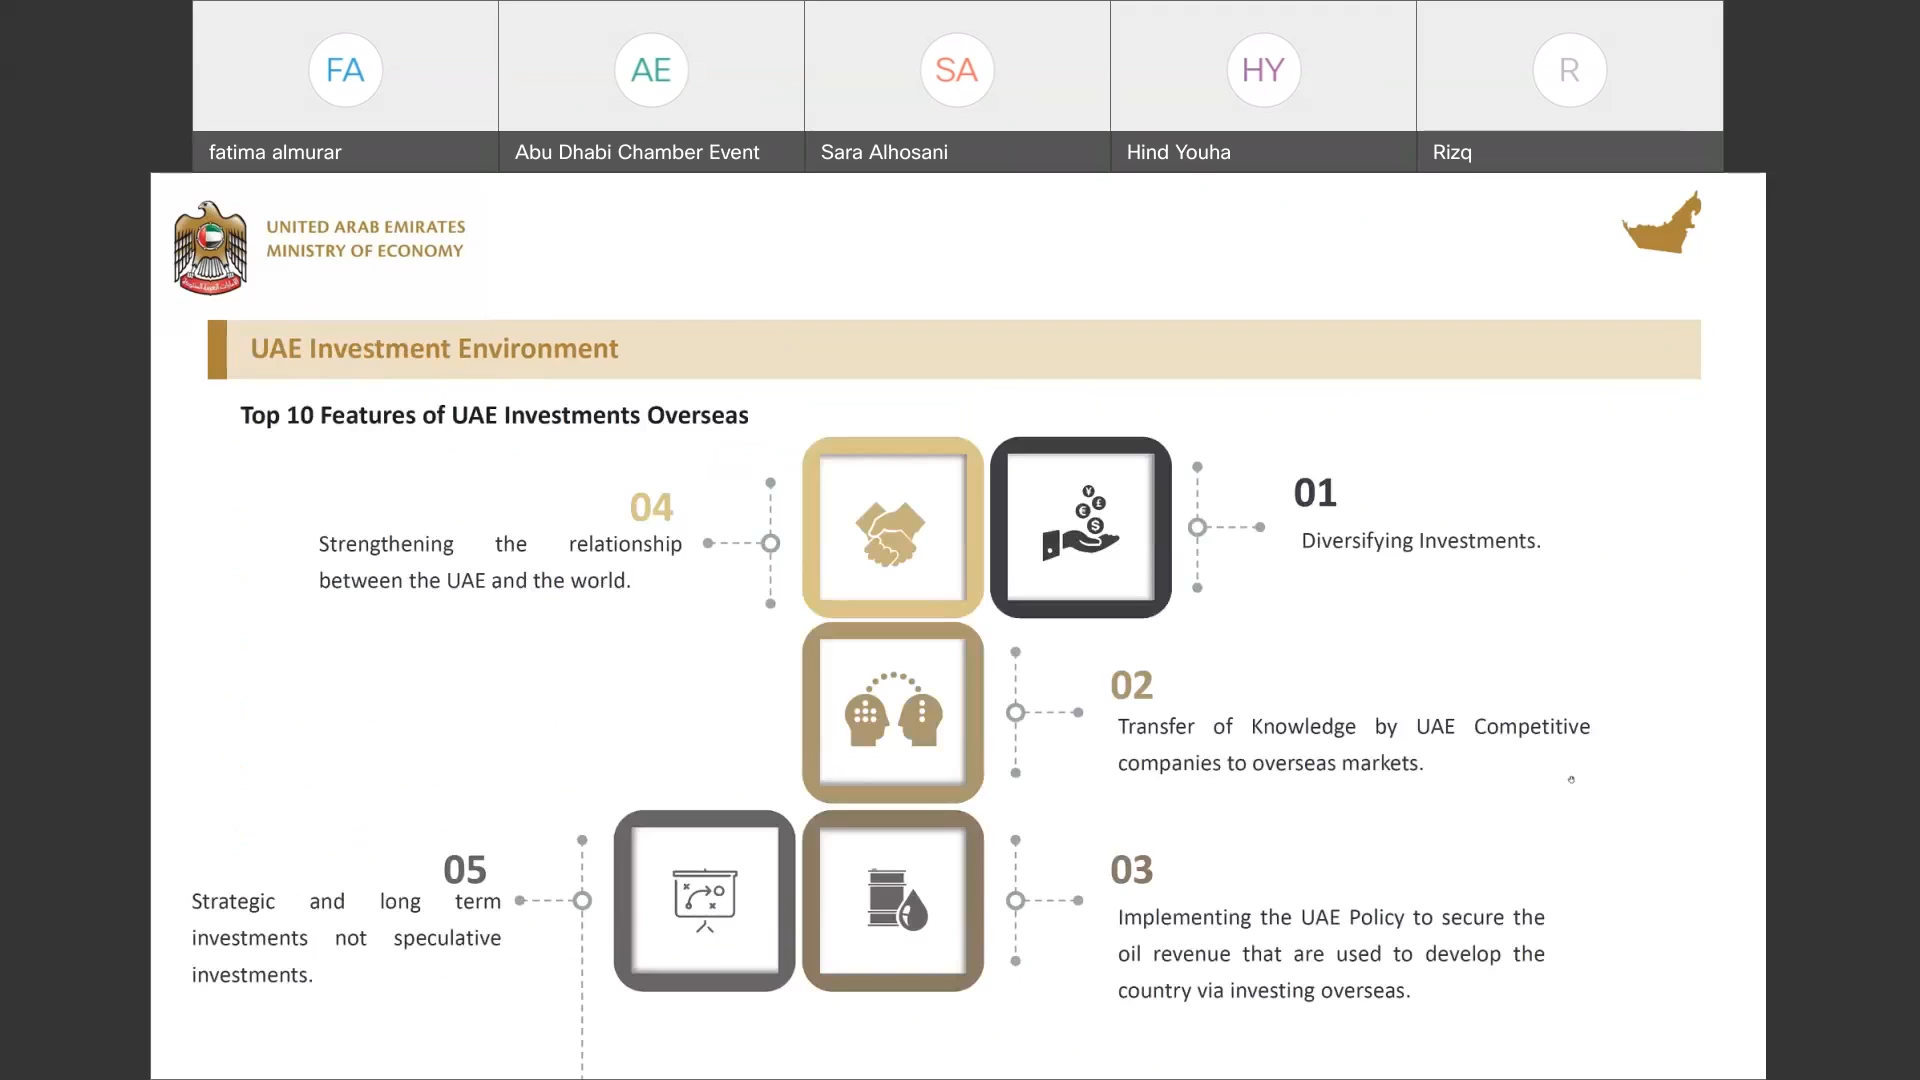 FA
AE
SA
HY
R
fatima almurar
Abu Dhabi Chamber Event
Sara Alhosani
Hind Youha
Rizq
UNITED ARAB EMIRATES
MINISTRY OF ECONOMY
UAE Investment Environment
Top 10 Features of UAE Investments Overseas
01
Diversifying Investments.
02
Transfer of Knowledge by UAE Competitive
companies to overseas markets.
03
Implementing the UAE Policy to secure the
oil revenue that are used to develop the
country via investing overseas.
04
Strengthening the relationship
between the UAE and the world.
05
Strategic and long term
investments not speculative
investments.